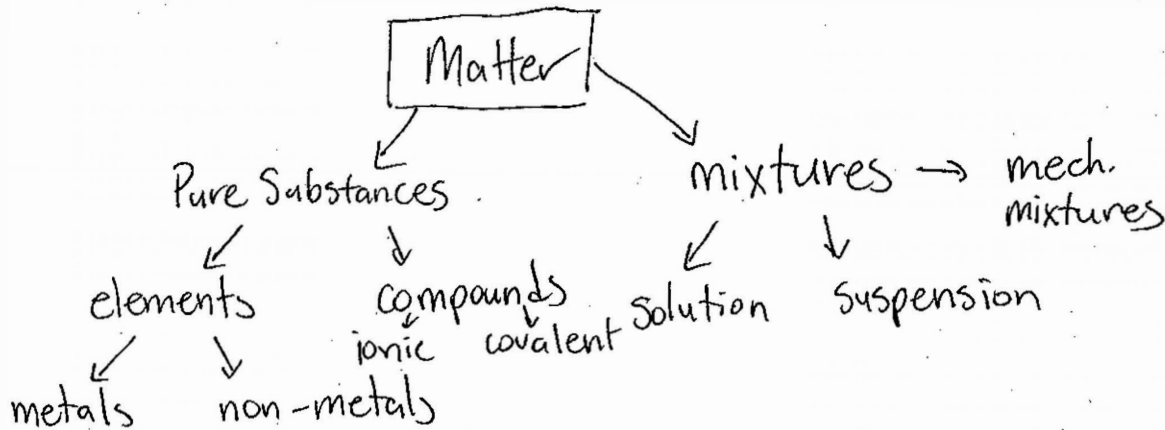 Matter
Pure Substances
mixtures → mech.
mixtures
elements
compounds
solution
suspension
ionic
covalent
metals
non-metals